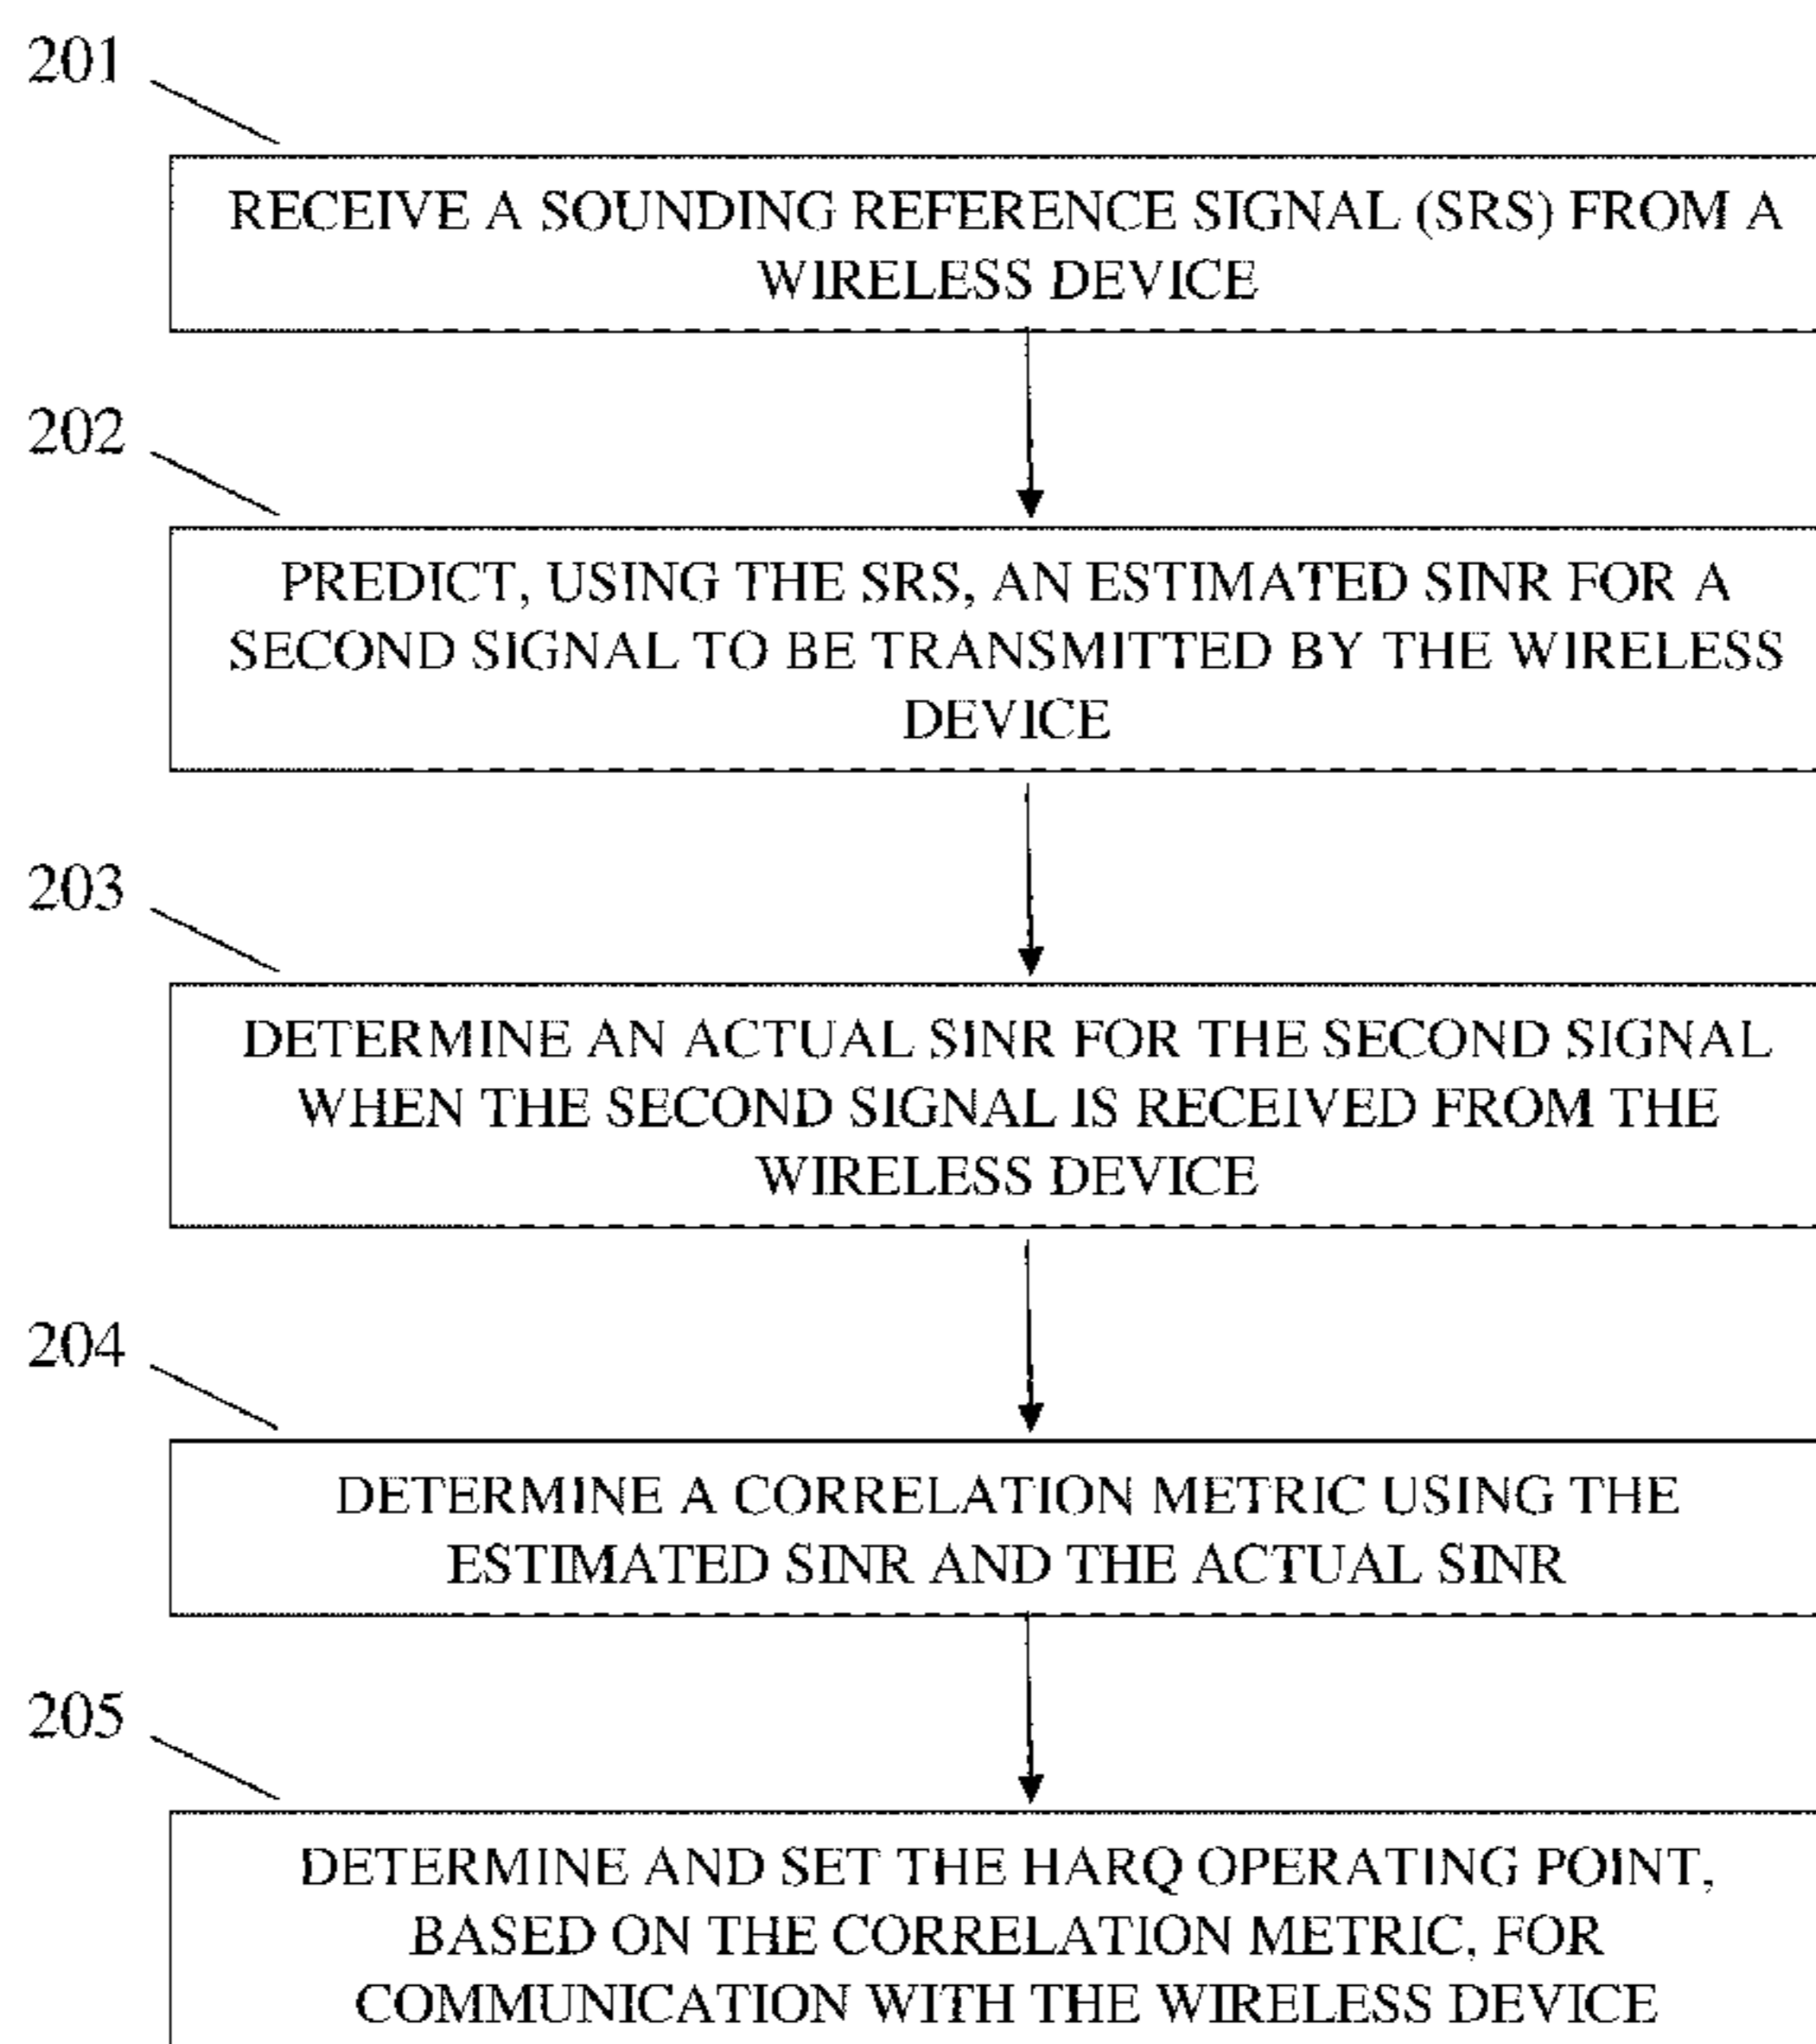 201
RECEIVE A SOUNDING REFERENCE SIGNAL (SRS) FROM A
WIRELESS DEVICE
202
PREDICT, USING THE SRS, AN ESTIMATED SINR FOR A
SECOND SIGNAL TO BE TRANSMITTED BY THE WIRELESS
DEVICE
203
DETERMINE AN ACTUAL SINR FOR THE SECOND SIGNAL
WHEN THE SECOND SIGNAL IS RECEIVED FROM THE
WIRELESS DEVICE
204
DETERMINE A CORRELATION METRIC USING THE
ESTIMATED SINR AND THE ACTUAL SINR
205
DETERMINE AND SET THE HARQ OPERATING POINT,
BASED ON THE CORRELATION METRIC, FOR
COMMUNICATION WITH THE WIRELESS DEVICE